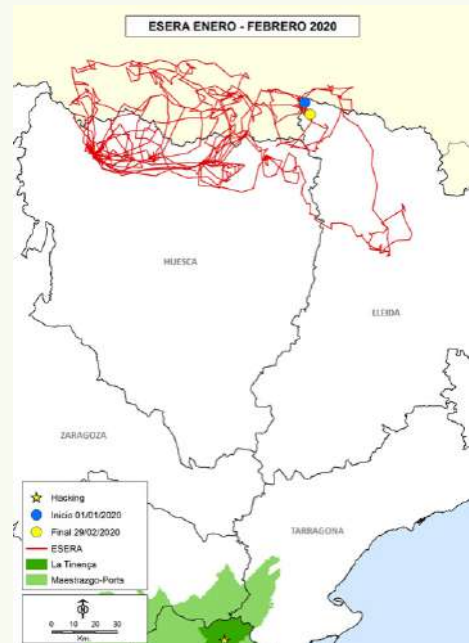 ESERA ENERO - FEBRERO 2020
HUESCA
LLEIDA
ZARAGOZA
TARRAGONA
Hacking
Inicio 01/01/2020
Final 29/02/2020
ESERA
La Tinença
Maestrazgo-Ports
0
10
20
30
Km.